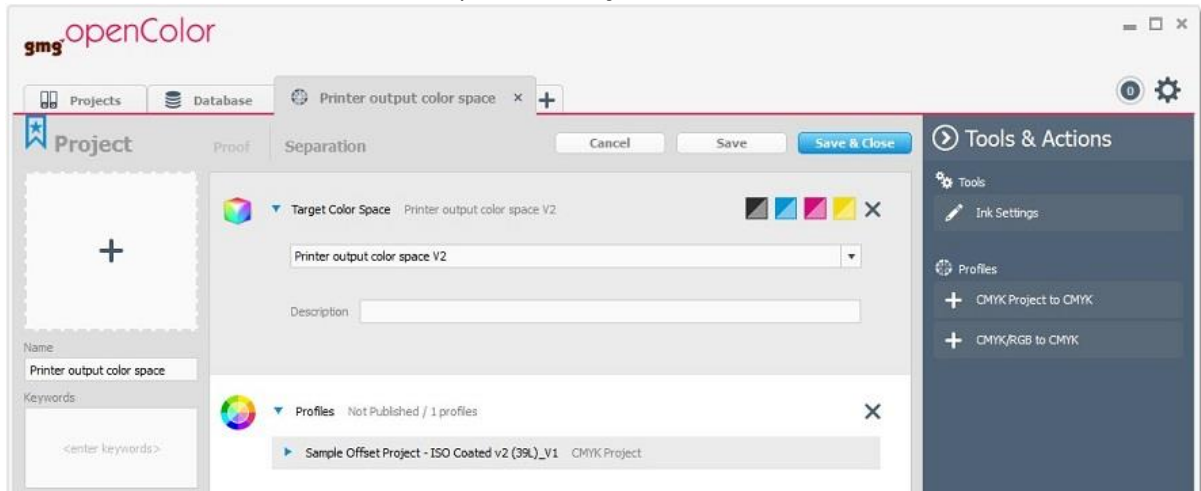 gmg openColor
Projects
Database
Printer output color space
0
Project
Proof
Separation
Cancel
Save
Save & Close
Target Color Space Printer output color space V2
Printer output color space V2
Description
Name
Printer output color space
Keywords
<enter keywords>
Profiles Not Published / 1 profiles
Sample Offset Project - ISO Coated v2 (39L)_V1 CMYK Project
Tools & Actions
Tools
Ink Settings
Profiles
CMYK Project to CMYK
CMYK/RGB to CMYK